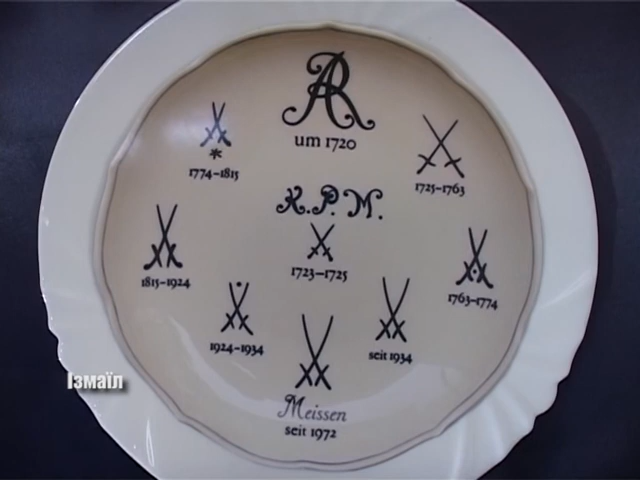 AR
um 1720
1774–1815
1725–1763
K.P.M.
1723–1725
1815–1924
1763–1774
1924–1934
seit 1934
Meissen
seit 1972
Ізмаїл